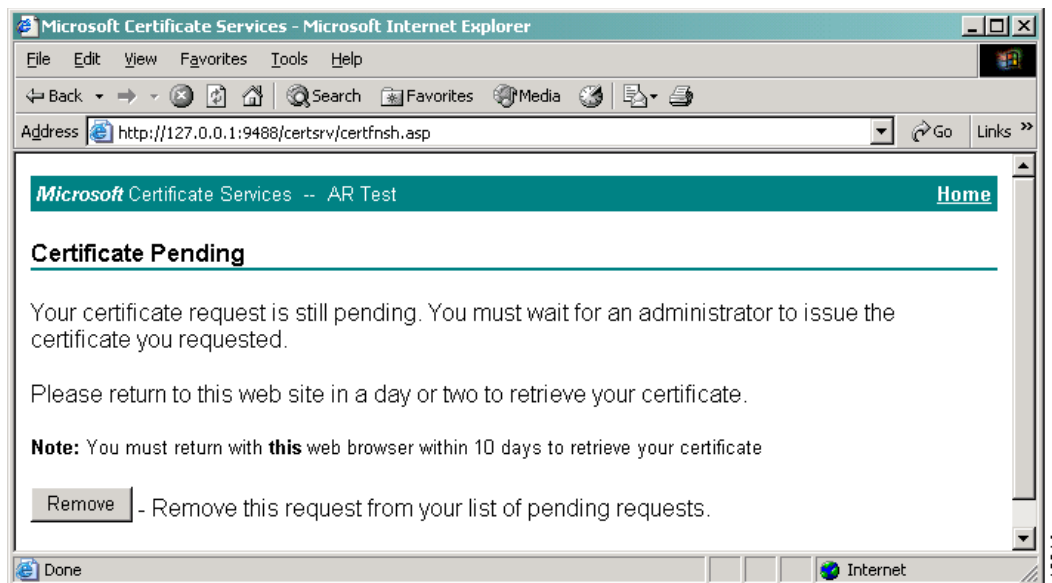 Microsoft Certificate Services - Microsoft Internet Explorer
File Edit View Favorites Tools Help
Back Search Favorites Media
Address http://127.0.0.1:9488/certsrv/certfnsh.asp Go Links »
Microsoft Certificate Services -- AR Test Home
Certificate Pending
Your certificate request is still pending. You must wait for an administrator to issue the
certificate you requested.
Please return to this web site in a day or two to retrieve your certificate.
Note: You must return with this web browser within 10 days to retrieve your certificate
Remove - Remove this request from your list of pending requests.
Done Internet